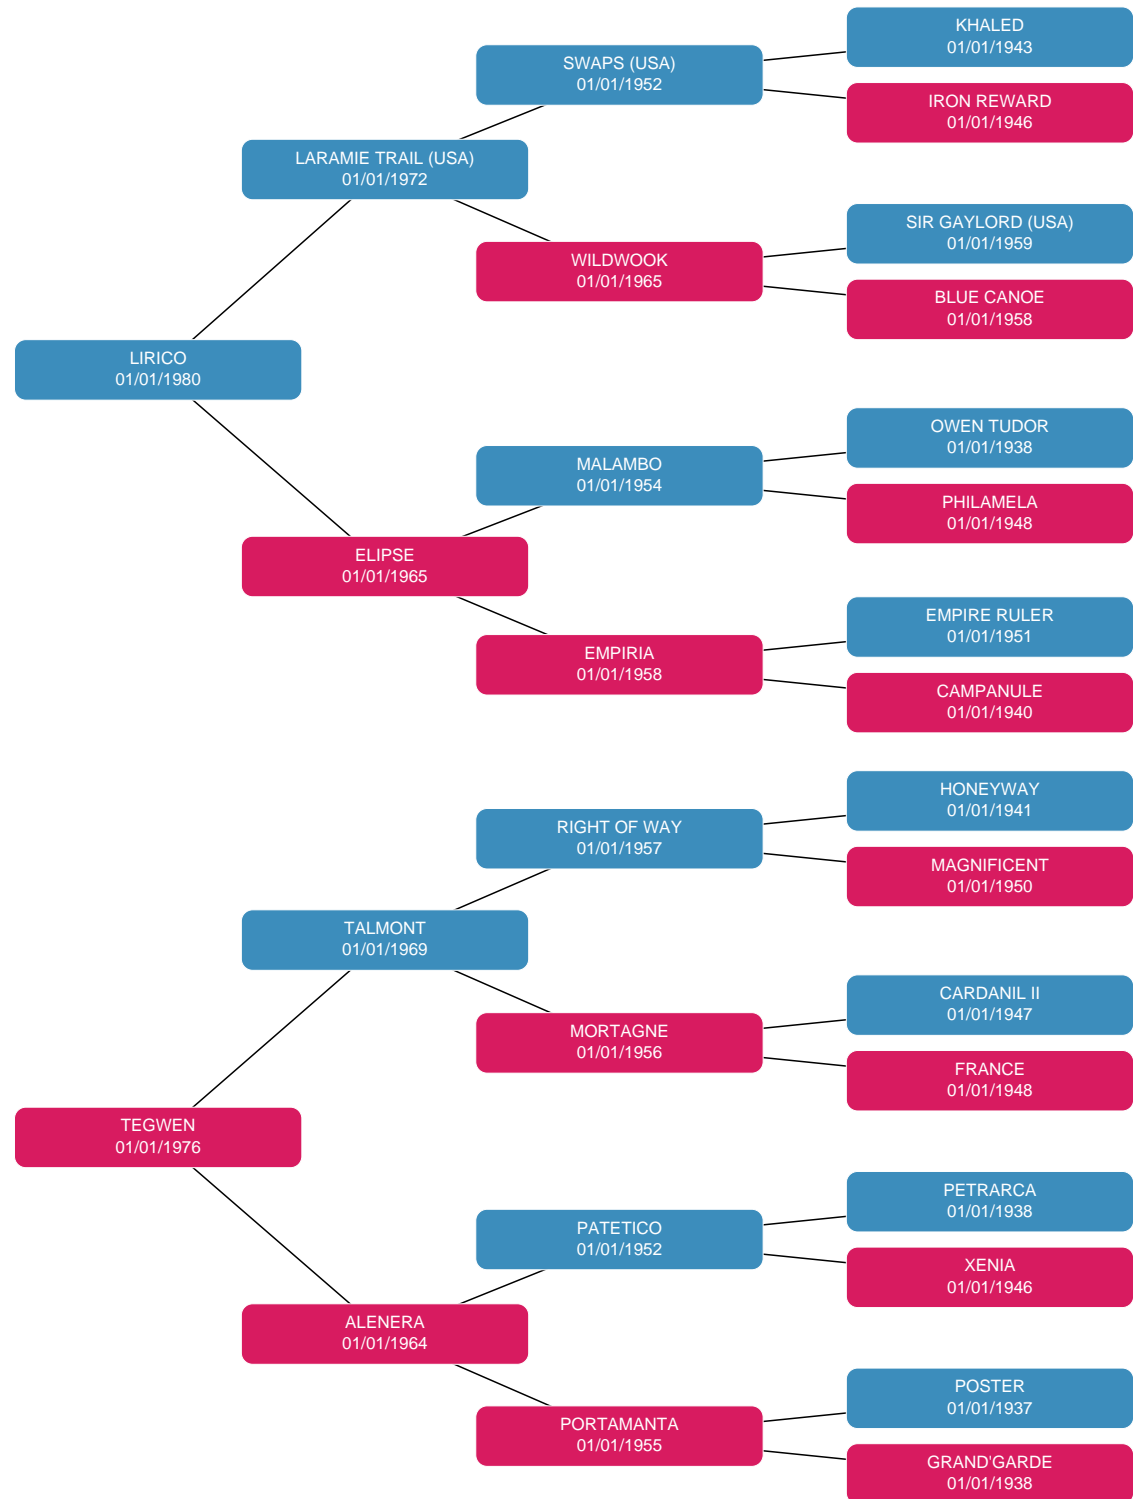 KHALED
01/01/1943
SWAPS (USA)
01/01/1952
IRON REWARD
01/01/1946
LARAMIE TRAIL (USA)
01/01/1972
SIR GAYLORD (USA)
01/01/1959
WILDWOOK
01/01/1965
BLUE CANOE
01/01/1958
LIRICO
01/01/1980
OWEN TUDOR
01/01/1938
MALAMBO
01/01/1954
PHILAMELA
01/01/1948
ELIPSE
01/01/1965
EMPIRE RULER
01/01/1951
EMPIRIA
01/01/1958
CAMPANULE
01/01/1940
HONEYWAY
01/01/1941
RIGHT OF WAY
01/01/1957
MAGNIFICENT
01/01/1950
TALMONT
01/01/1969
CARDANIL II
01/01/1947
MORTAGNE
01/01/1956
FRANCE
01/01/1948
TEGWEN
01/01/1976
PETRARCA
01/01/1938
PATETICO
01/01/1952
XENIA
01/01/1946
ALENERA
01/01/1964
POSTER
01/01/1937
PORTAMANTA
01/01/1955
GRAND'GARDE
01/01/1938